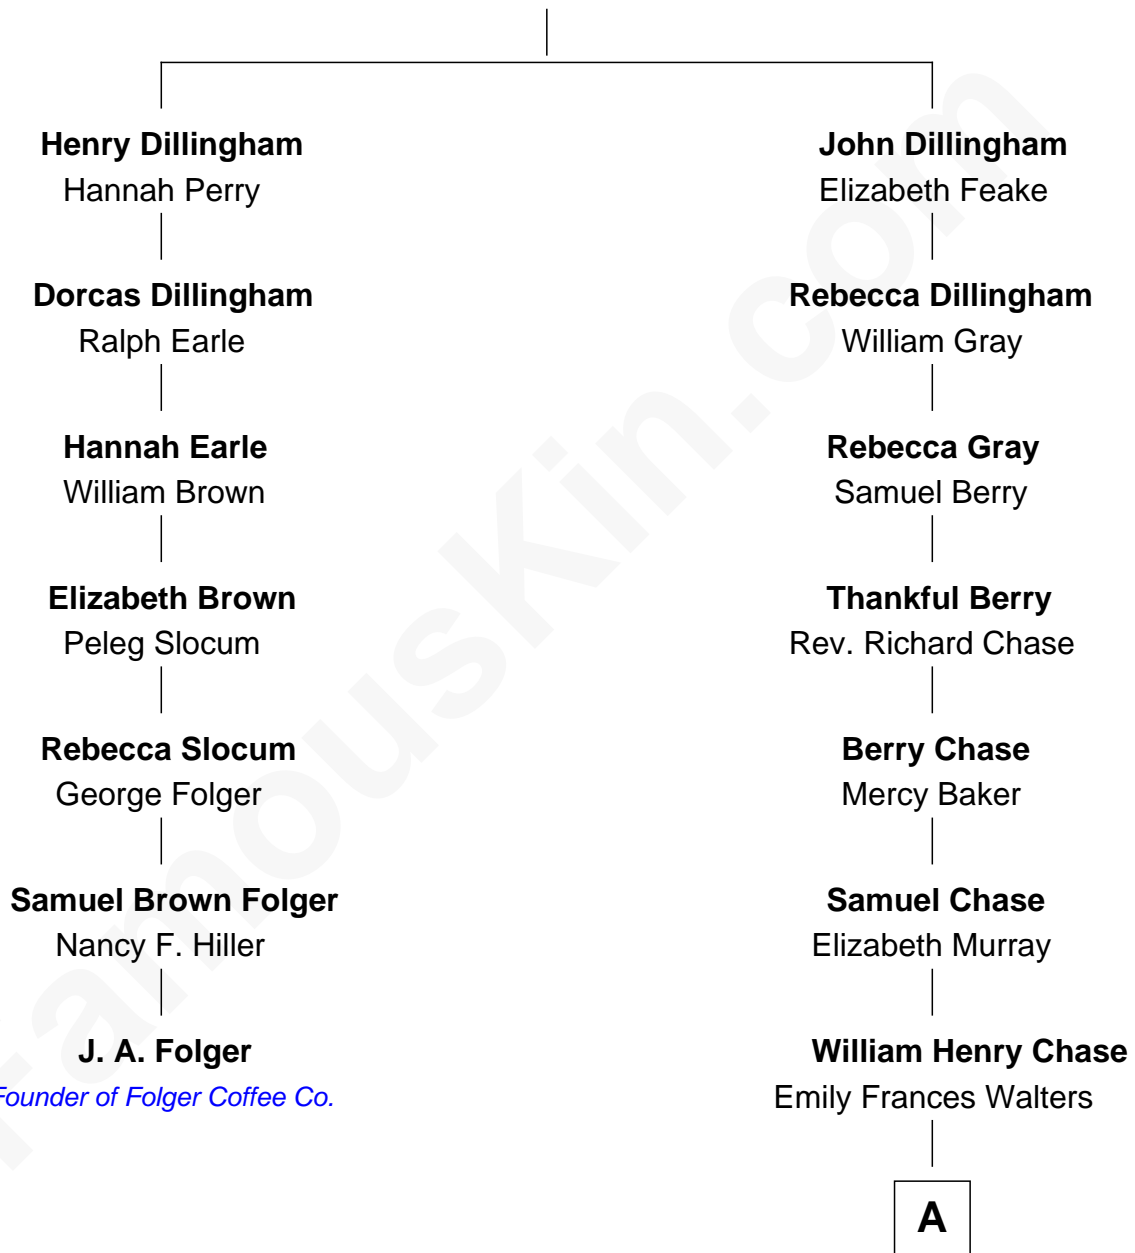 Henry Dillingham
Hannah Perry
Dorcas Dillingham
Ralph Earle
Hannah Earle
William Brown
Elizabeth Brown
Peleg Slocum
Rebecca Slocum
George Folger
Samuel Brown Folger
Nancy F. Hiller
J. A. Folger
Founder of Folger Coffee Co.
John Dillingham
Elizabeth Feake
Rebecca Dillingham
William Gray
Rebecca Gray
Samuel Berry
Thankful Berry
Rev. Richard Chase
Berry Chase
Mercy Baker
Samuel Chase
Elizabeth Murray
William Henry Chase
Emily Frances Walters
A
FamousKin.com